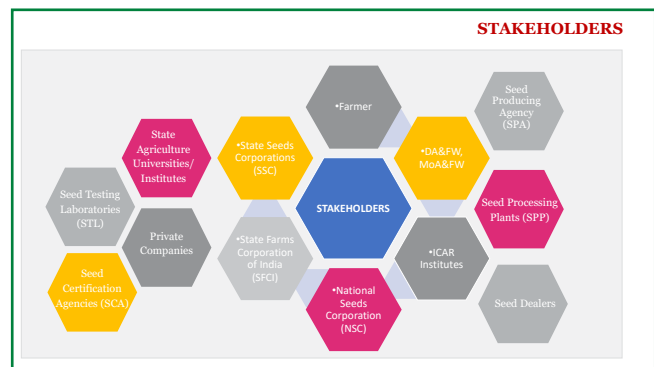 STAKEHOLDERS
•Farmer
Seed
Producing
Agency
(SPA)
State
Agriculture
Universities/
Institutes
•State Seeds
Corporations
(SSC)
•DA&FW,
MoA&FW
Seed Testing
Laboratories
(STL)
STAKEHOLDERS
Seed Processing
Plants (SPP)
Private
Companies
•State Farms
Corporation
of India
(SFCI)
•ICAR
Institutes
Seed
Certification
Agencies (SCA)
•National
Seeds
Corporation
(NSC)
Seed Dealers